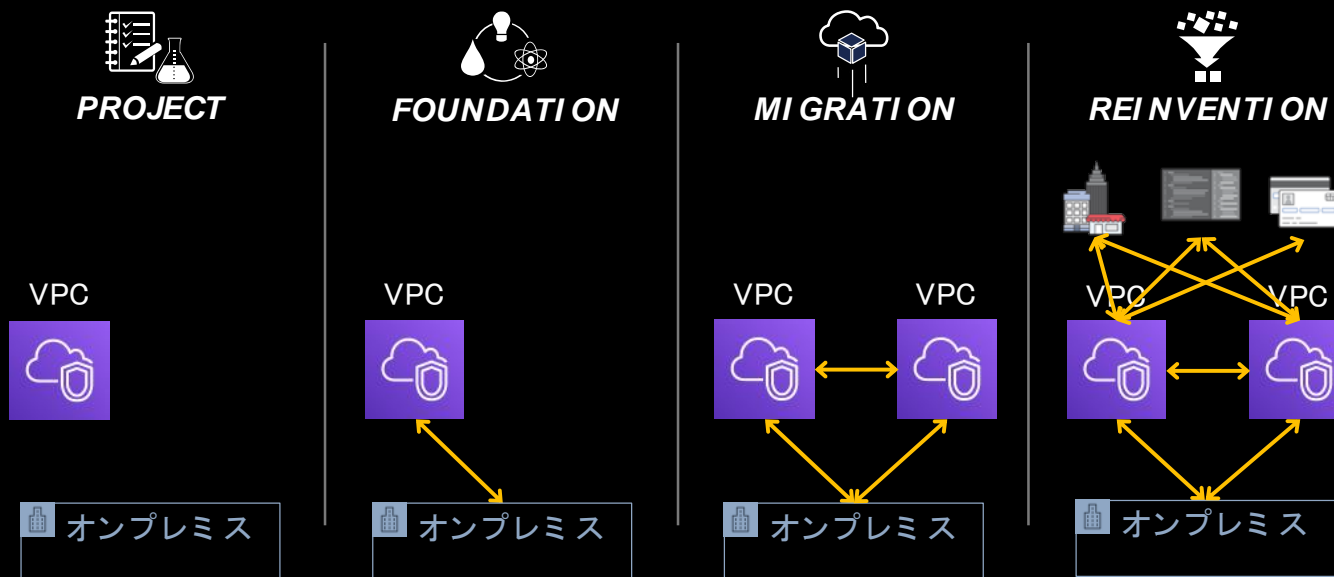 PROJECT
FOUNDATION
MIGRATION
REINVENTION
VPC
VPC
VPC
VPC
VPC
VPC
オンプレミス
オンプレミス
オンプレミス
オンプレミス